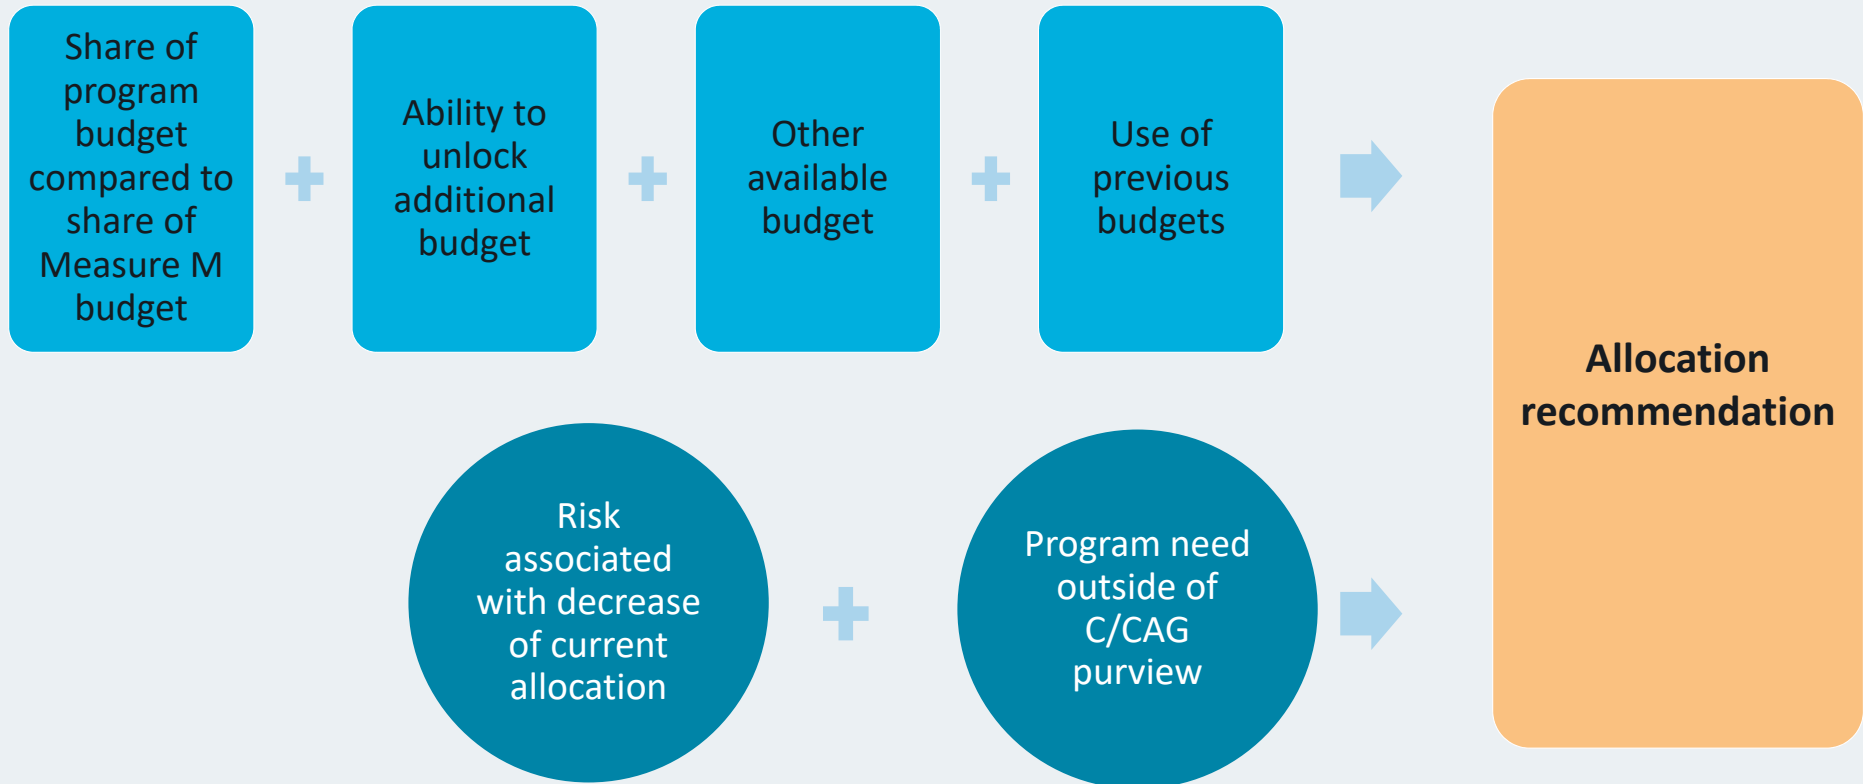 Share of
program
budget
compared to
share of
Measure M
budget
Ability to
unlock
additional
budget
Other
available
budget
Use of
previous
budgets
Allocation
recommendation
Risk
associated
with decrease
of current
allocation
Program need
outside of
C/CAG
purview